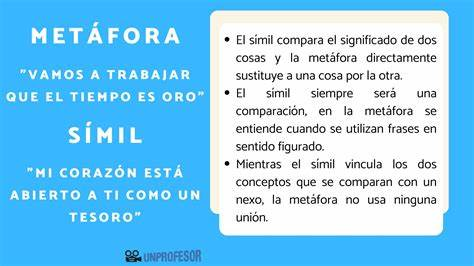 METÁFORA
"VAMOS A TRABAJAR
QUE EL TIEMPO ES ORO"
SÍMIL
"MI CORAZÓN ESTÁ
ABIERTO A TI COMO UN
TESORO"
• El símil compara el significado de dos
cosas y la metáfora directamente
sustituye a una cosa por la otra.
• El símil siempre será una
comparación, en la metáfora se
entiende cuando se utilizan frases en
sentido figurado.
• Mientras el símil vincula los dos
conceptos que se comparan con un
nexo, la metáfora no usa ninguna
unión.
UNPROFESOR